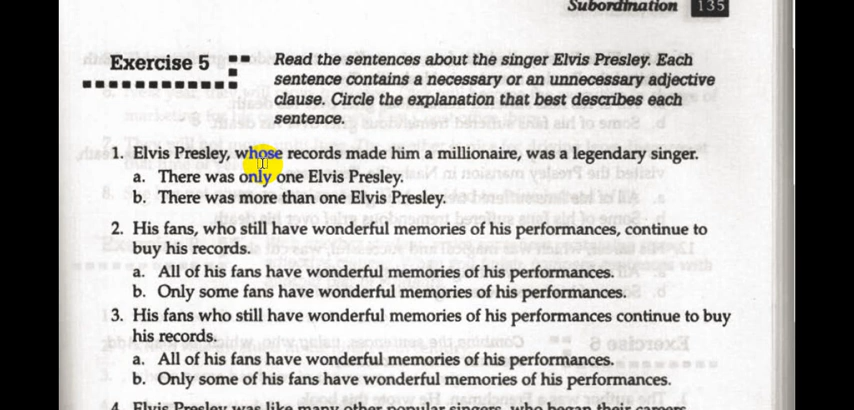 Subordination 135
Exercise 5
Read the sentences about the singer Elvis Presley. Each
sentence contains a necessary or an unnecessary adjective
clause. Circle the explanation that best describes each
sentence.
1. Elvis Presley, whose records made him a millionaire, was a legendary singer.
a. There was only one Elvis Presley.
b. There was more than one Elvis Presley.
2. His fans, who still have wonderful memories of his performances, continue to
buy his records.
a. All of his fans have wonderful memories of his performances.
b. Only some fans have wonderful memories of his performances.
3. His fans who still have wonderful memories of his performances continue to buy
his records.
a. All of his fans have wonderful memories of his performances.
b. Only some of his fans have wonderful memories of his performances.
4. Elvis Presley was like many other popular singers, who began their careers